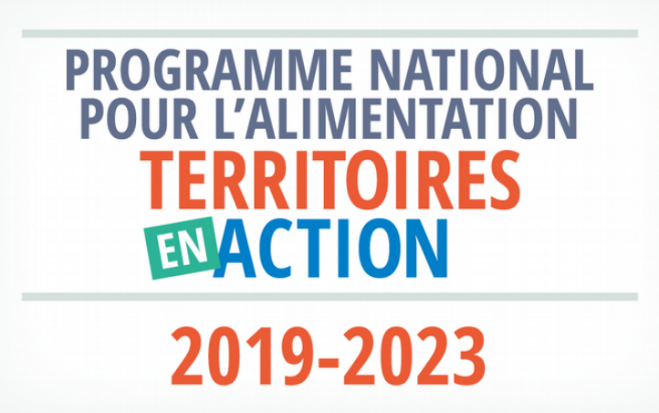 PROGRAMME NATIONAL
POUR L’ALIMENTATION
TERRITOIRES
EN ACTION
2019-2023